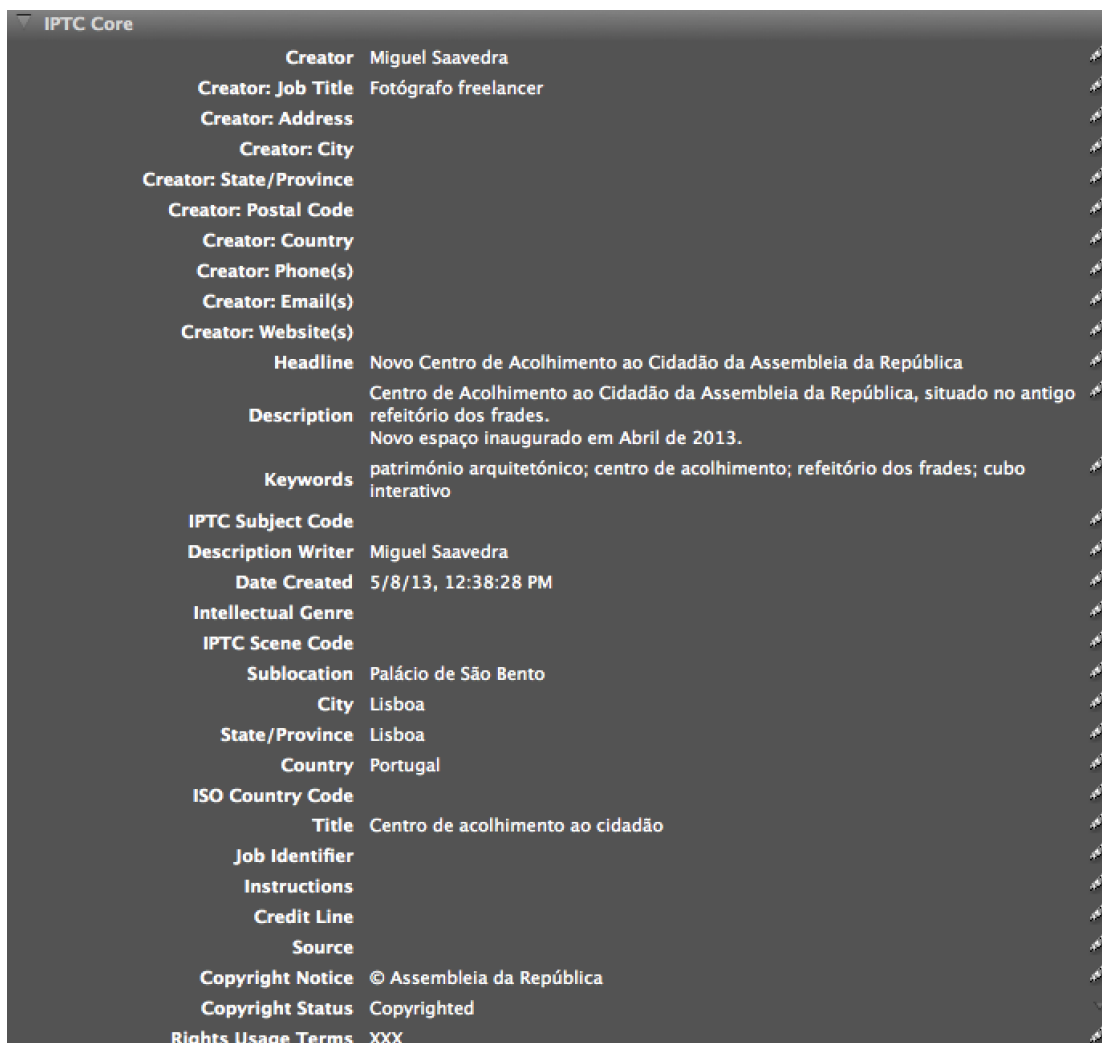 IPTC Core
Creator Miguel Saavedra
Creator: Job Title Fotógrafo freelancer
Creator: Address
Creator: City
Creator: State/Province
Creator: Postal Code
Creator: Country
Creator: Phone(s)
Creator: Email(s)
Creator: Website(s)
Headline Novo Centro de Acolhimento ao Cidadão da Assembleia da República
Centro de Acolhimento ao Cidadão da Assembleia da República, situado no antigo
Description refeitório dos frades.
Novo espaço inaugurado em Abril de 2013.
Keywords património arquitetónico; centro de acolhimento; refeitório dos frades; cubo
interativo
IPTC Subject Code
Description Writer Miguel Saavedra
Date Created 5/8/13, 12:38:28 PM
Intellectual Genre
IPTC Scene Code
Sublocation Palácio de São Bento
City Lisboa
State/Province Lisboa
Country Portugal
ISO Country Code
Title Centro de acolhimento ao cidadão
Job Identifier
Instructions
Credit Line
Source
Copyright Notice © Assembleia da República
Copyright Status Copyrighted
Rights Usage Terms XXX